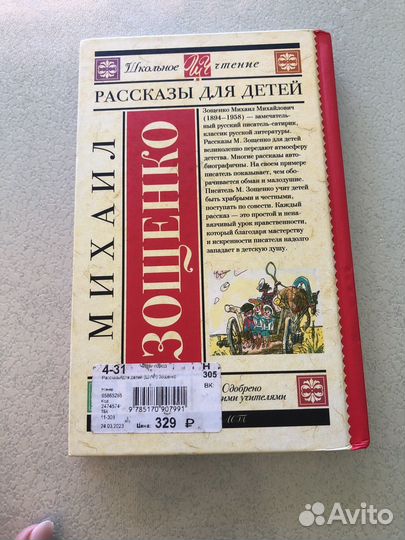 Школьное чтение
РАССКАЗЫ ДЛЯ ДЕТЕЙ
МИХАИЛ
ЗОЩЕНКО
Зощенко Михаил Михайлович
(1894–1958) — замечатель-
ный русский писатель-сатирик,
классик русской литературы.
Рассказы М. Зощенко для детей
великолепно передают атмосферу
детства. Многие рассказы авто-
биографичны. На своем примере
писатель показывает, чем обо-
рачивается обман и малодушие.
Писатель М. Зощенко учит детей
быть храбрыми и честными,
поступать по совести. Каждый
рассказ — это простой и нена-
вязчивый урок нравственности,
который благодаря мастерству
и искренности писателя надолго
западает в детскую душу.
4-31
Н
305
ВК:
Одобрено
ими учителями
9785170907991
24.03.2023
Цена: 329 ₽
Avito